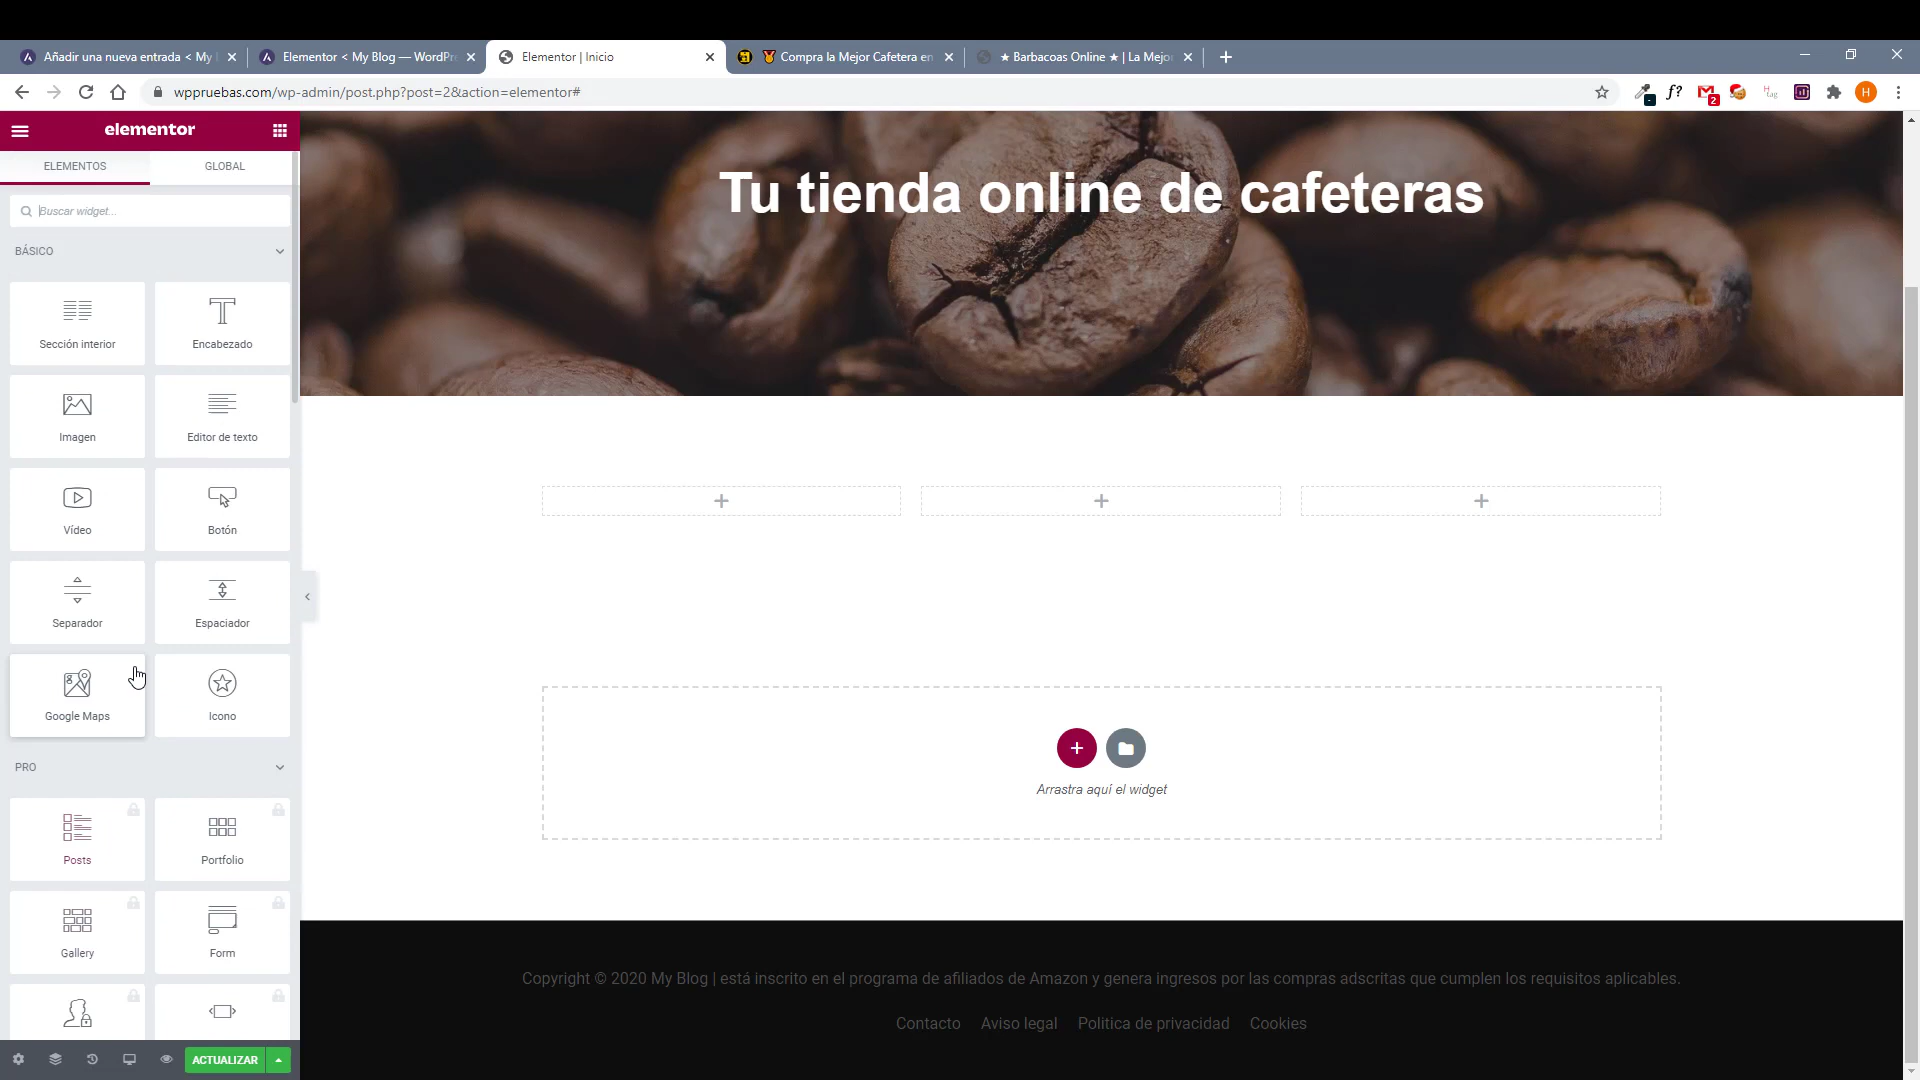 Añadir una nueva entrada < My
Elementor < My Blog — WordPre
Elementor | Inicio
Compra la Mejor Cafetera en
★ Barbacoas Online ★ | La Mejo
wppruebas.com/wp-admin/post.php?post=2&action=elementor#
f?
2
H
elementor
ELEMENTOS
GLOBAL
Buscar widget...
BÁSICO
Sección interior
Encabezado
Imagen
Editor de texto
Vídeo
Botón
Separador
Espaciador
Google Maps
Icono
PRO
Posts
Portfolio
Gallery
Form
ACTUALIZAR
Tu tienda online de cafeteras
Arrastra aquí el widget
Copyright © 2020 My Blog | está inscrito en el programa de afiliados de Amazon y genera ingresos por las compras adscritas que cumplen los requisitos aplicables.
Contacto Aviso legal Politica de privacidad Cookies